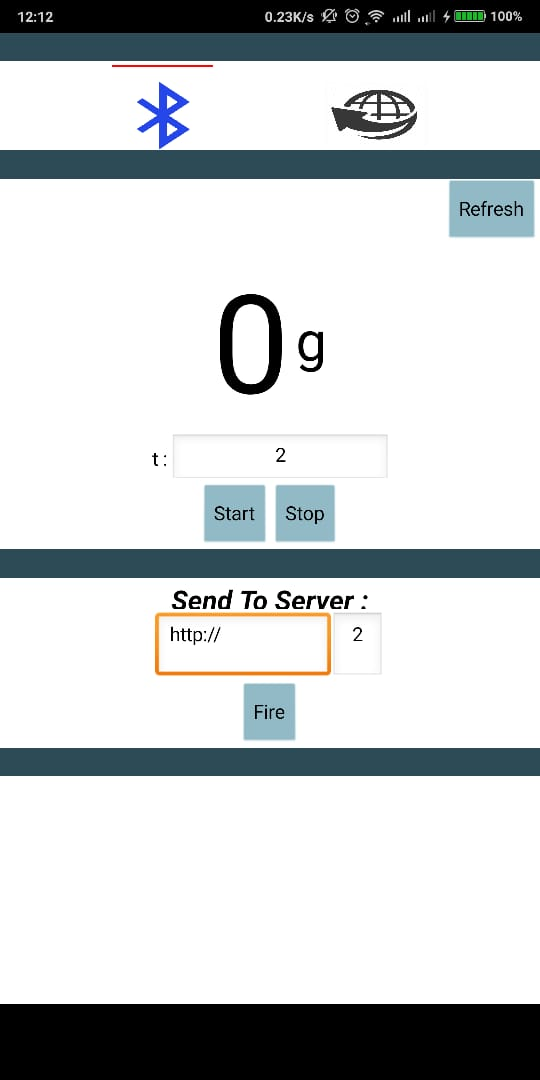 12:12 0.23K/s 100%
Refresh
0 g
t : 2
Start Stop
Send To Server :
http:// 2
Fire